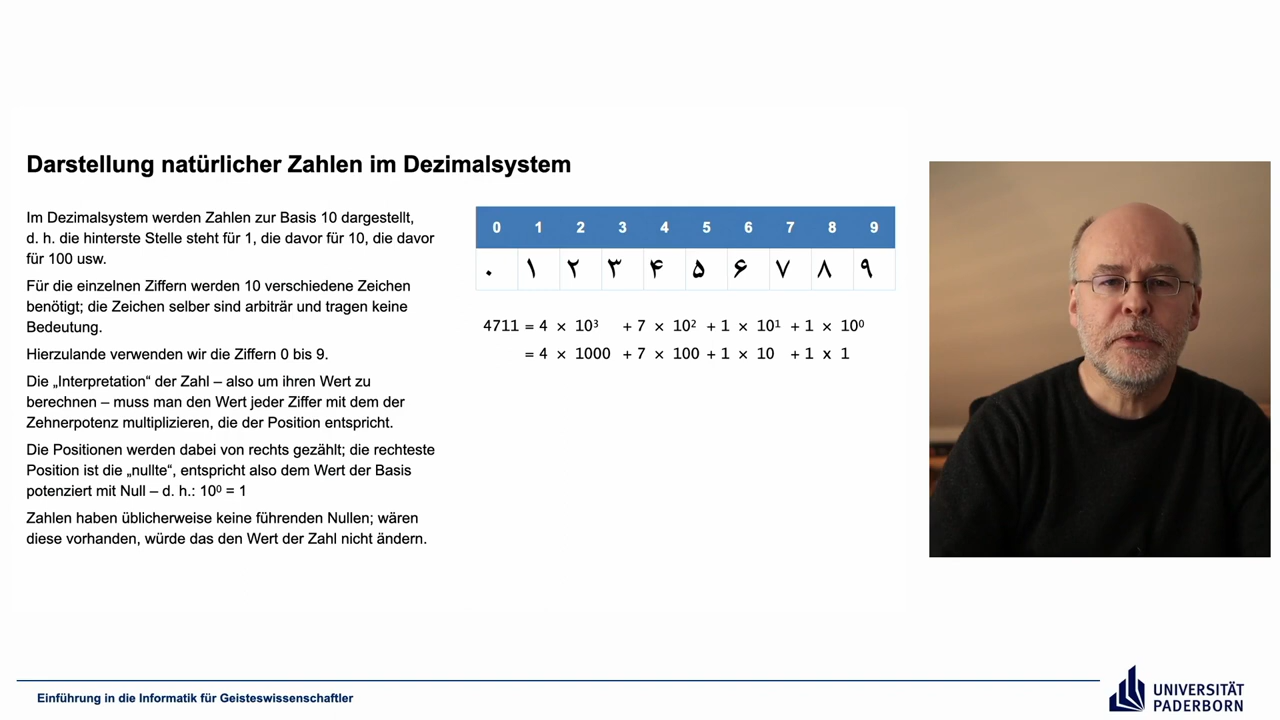 Darstellung natürlicher Zahlen im Dezimalsystem
Im Dezimalsystem werden Zahlen zur Basis 10 dargestellt,
d. h. die hinterste Stelle steht für 1, die davor für 10, die davor
für 100 usw.
Für die einzelnen Ziffern werden 10 verschiedene Zeichen
benötigt; die Zeichen selber sind arbiträr und tragen keine
Bedeutung.
Hierzulande verwenden wir die Ziffern 0 bis 9.
Die „Interpretation“ der Zahl – also um ihren Wert zu
berechnen – muss man den Wert jeder Ziffer mit dem der
Zehnerpotenz multiplizieren, die der Position entspricht.
Die Positionen werden dabei von rechts gezählt; die rechteste
Position ist die „nullte“, entspricht also dem Wert der Basis
potenziert mit Null – d. h.: 10⁰ = 1
Zahlen haben üblicherweise keine führenden Nullen; wären
diese vorhanden, würde das den Wert der Zahl nicht ändern.
0 1 2 3 4 5 6 7 8 9
۰ ۱ ۲ ۳ ۴ ۵ ۶ ۷ ۸ ۹
4711 = 4 × 10³ + 7 × 10² + 1 × 10¹ + 1 × 10⁰
= 4 × 1000 + 7 × 100 + 1 × 10 + 1 x 1
Einführung in die Informatik für Geisteswissenschaftler
UNIVERSITÄT
PADERBORN